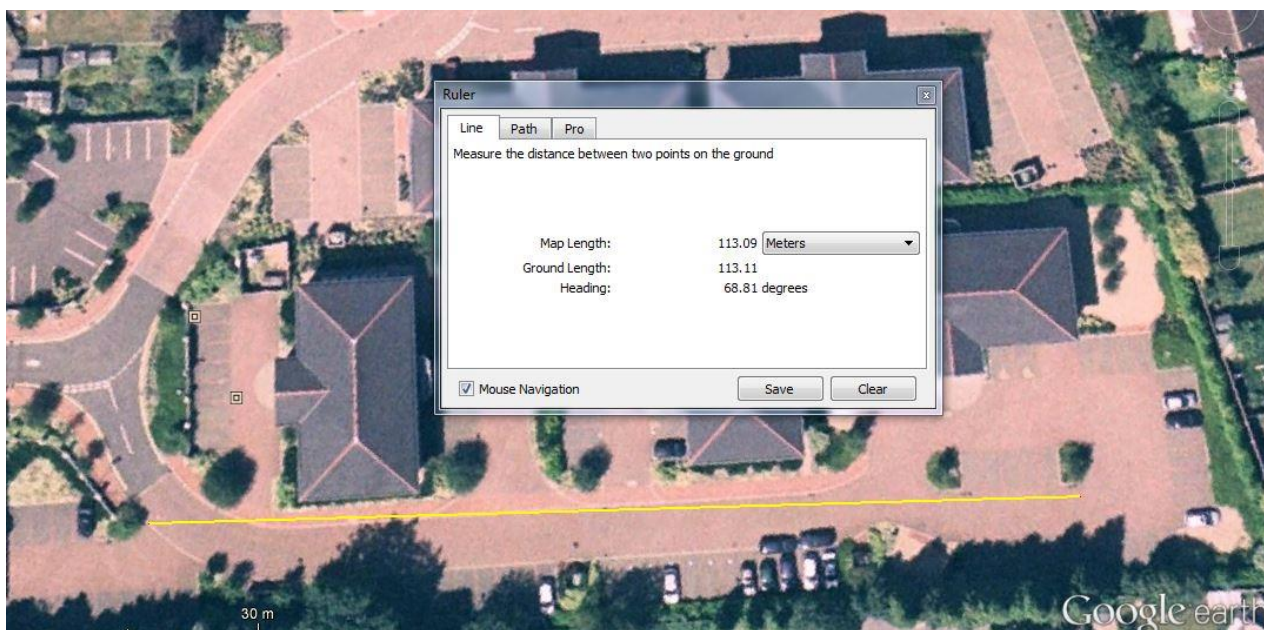 Ruler
Line Path Pro
Measure the distance between two points on the ground
Map Length: 113.09 Meters
Ground Length: 113.11
Heading: 68.81 degrees
Mouse Navigation Save Clear
30 m
Google earth